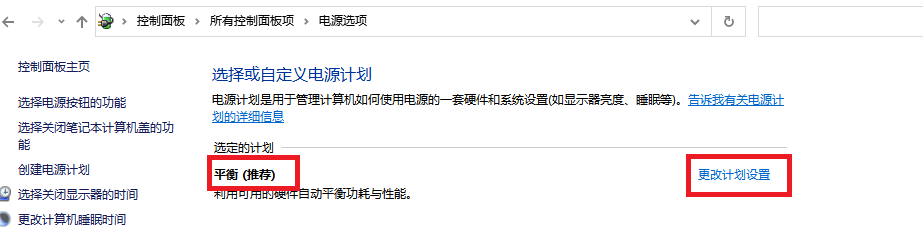 控制面板 > 所有控制面板项 > 电源选项
控制面板主页
选择电源按钮的功能
选择关闭笔记本计算机盖的功
能
创建电源计划
选择关闭显示器的时间
更改计算机睡眠时间
选择或自定义电源计划
电源计划是用于管理计算机如何使用电源的一套硬件和系统设置(如显示器亮度、睡眠等)。告诉我有关电源计
划的详细信息
选定的计划
平衡 (推荐)
更改计划设置
利用可用的硬件自动平衡功耗与性能。